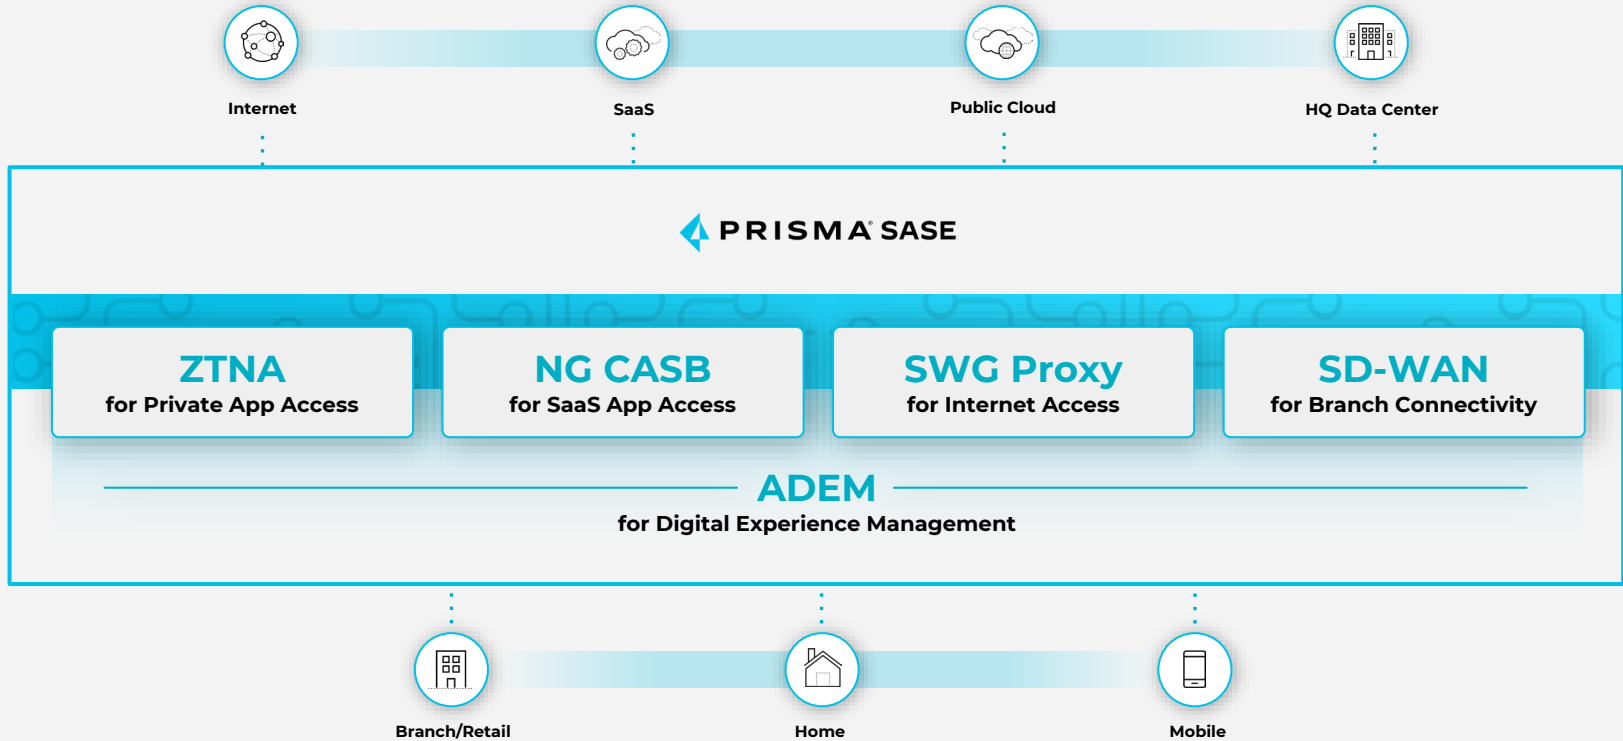 Internet
SaaS
Public Cloud
HQ Data Center
PRISMA® SASE
ZTNA
for Private App Access
NG CASB
for SaaS App Access
SWG Proxy
for Internet Access
SD-WAN
for Branch Connectivity
ADEM
for Digital Experience Management
Branch/Retail
Home
Mobile